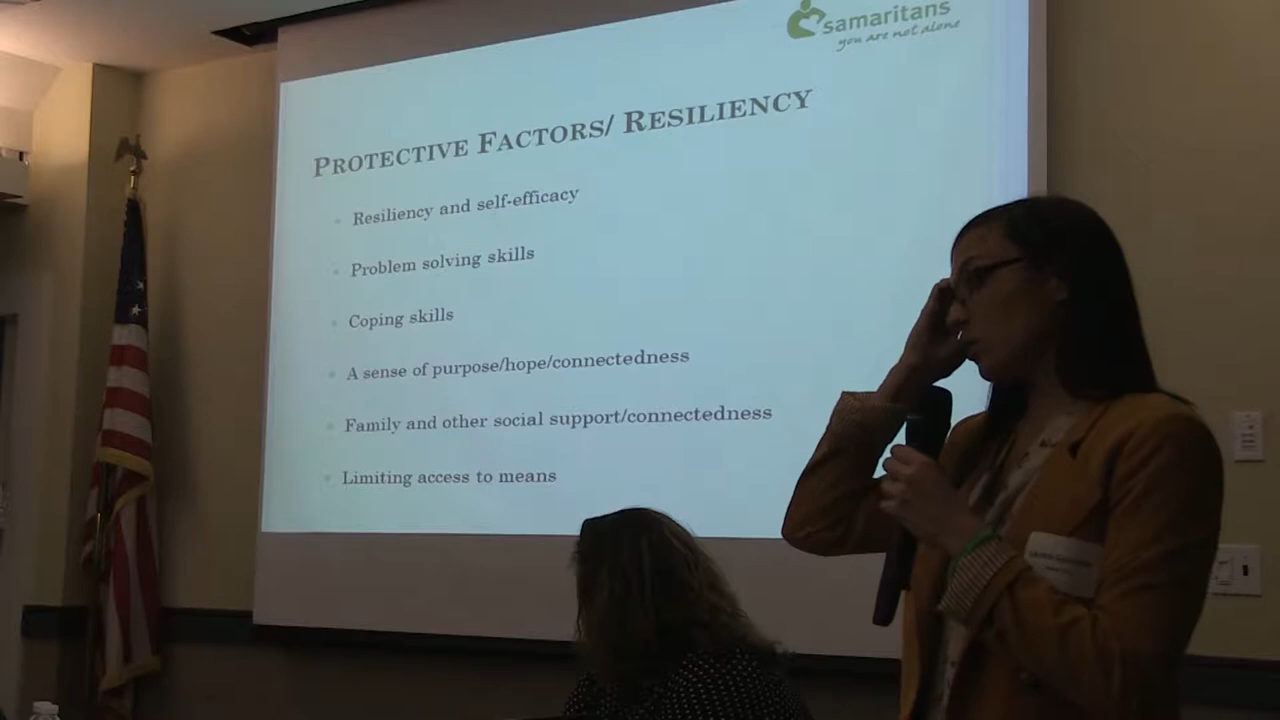 samaritans
you are not alone
PROTECTIVE FACTORS/ RESILIENCY
Resiliency and self-efficacy
Problem solving skills
Coping skills
A sense of purpose/hope/connectedness
Family and other social support/connectedness
Limiting access to means